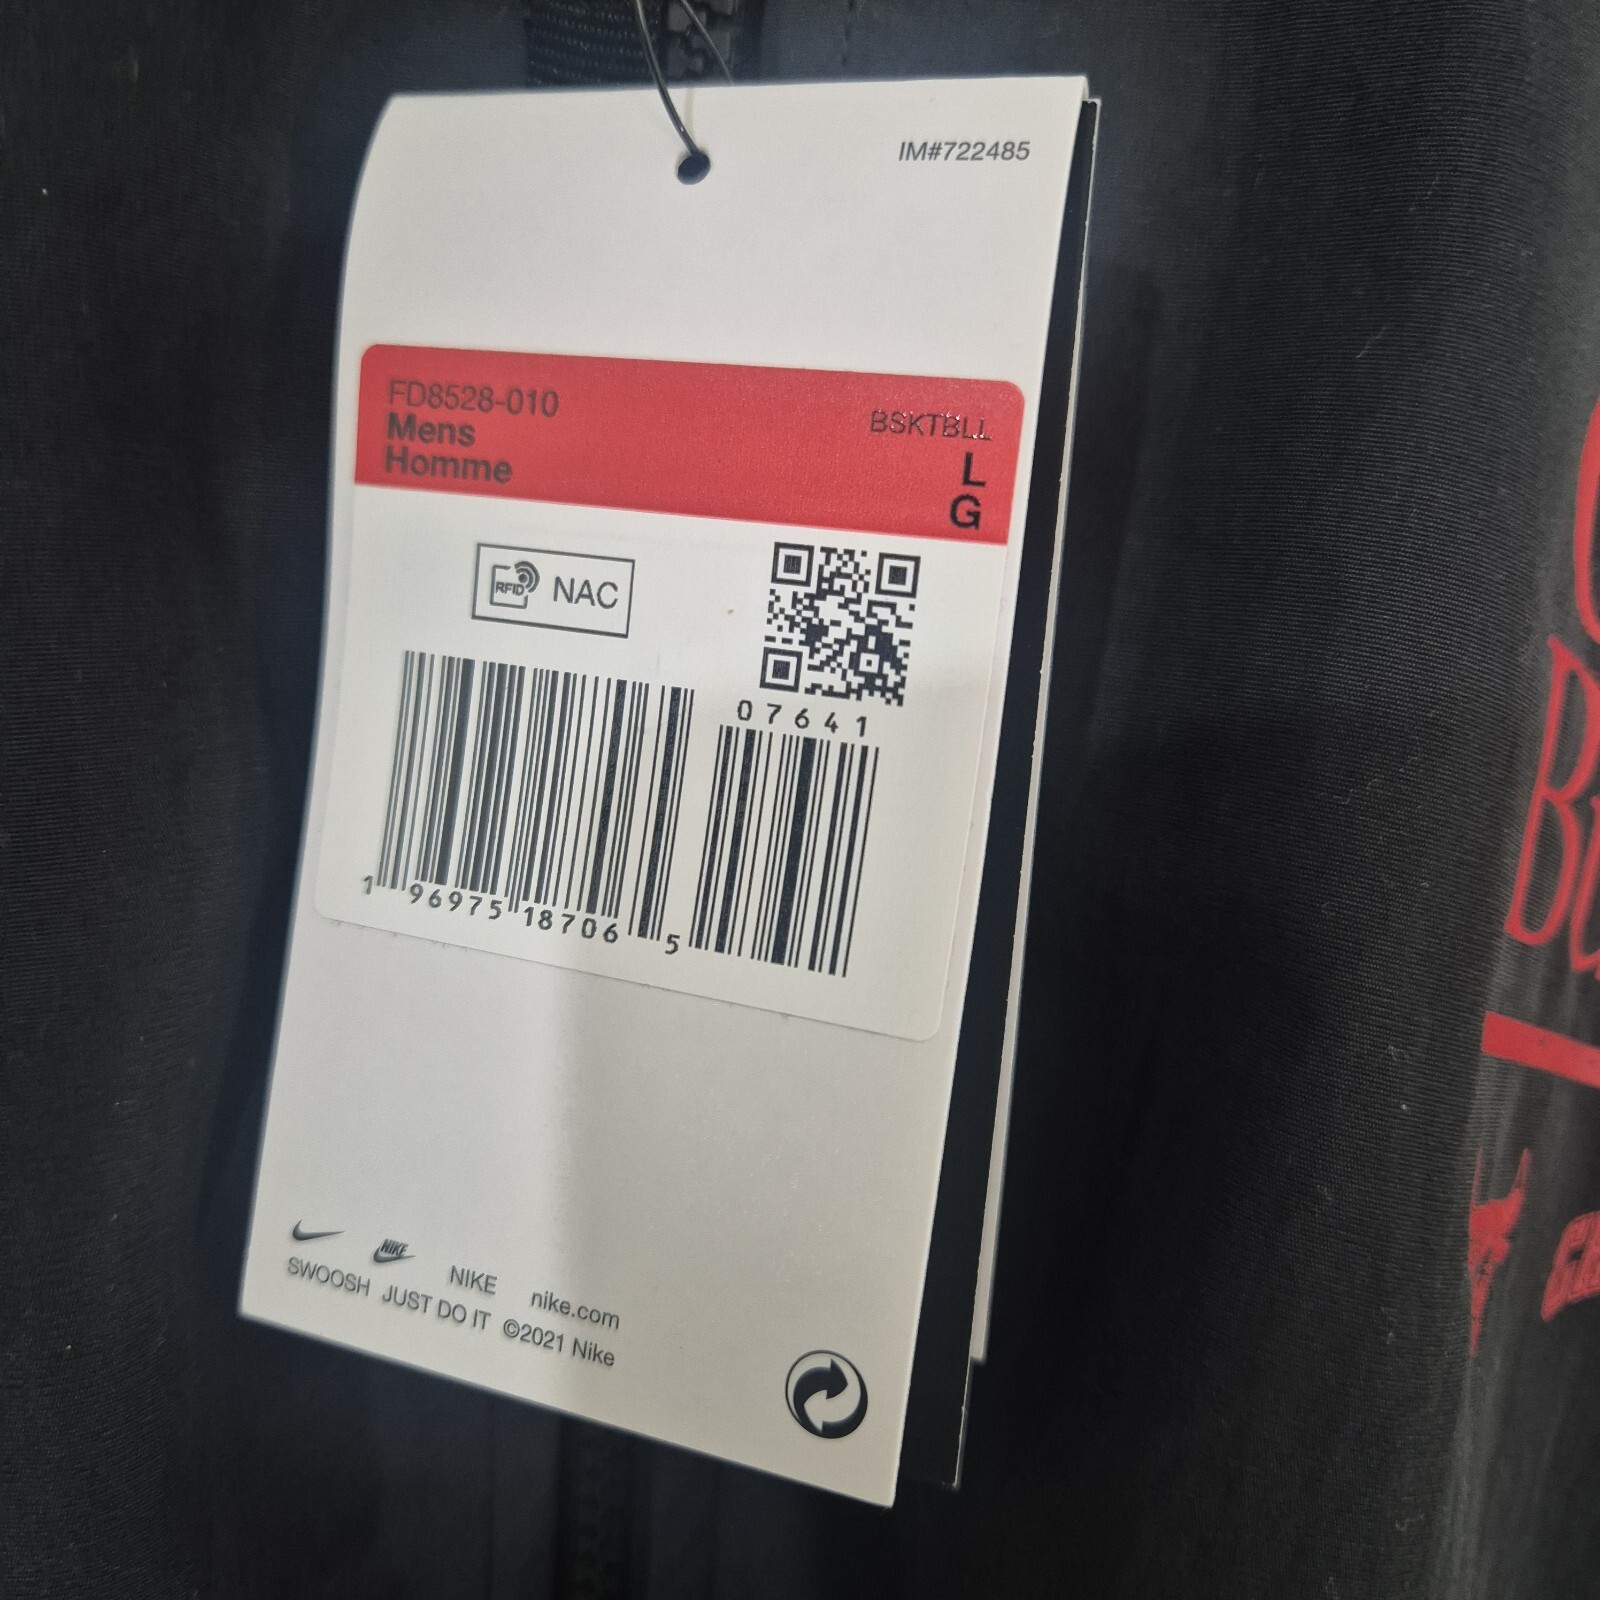 IM#722485
FD8528-010
Mens
Homme
BSKTBLL
L
G
RFID NAC
07641
1 96975 18706 5
NIKE
NIKE nike.com
SWOOSH JUST DO IT ©2021 Nike